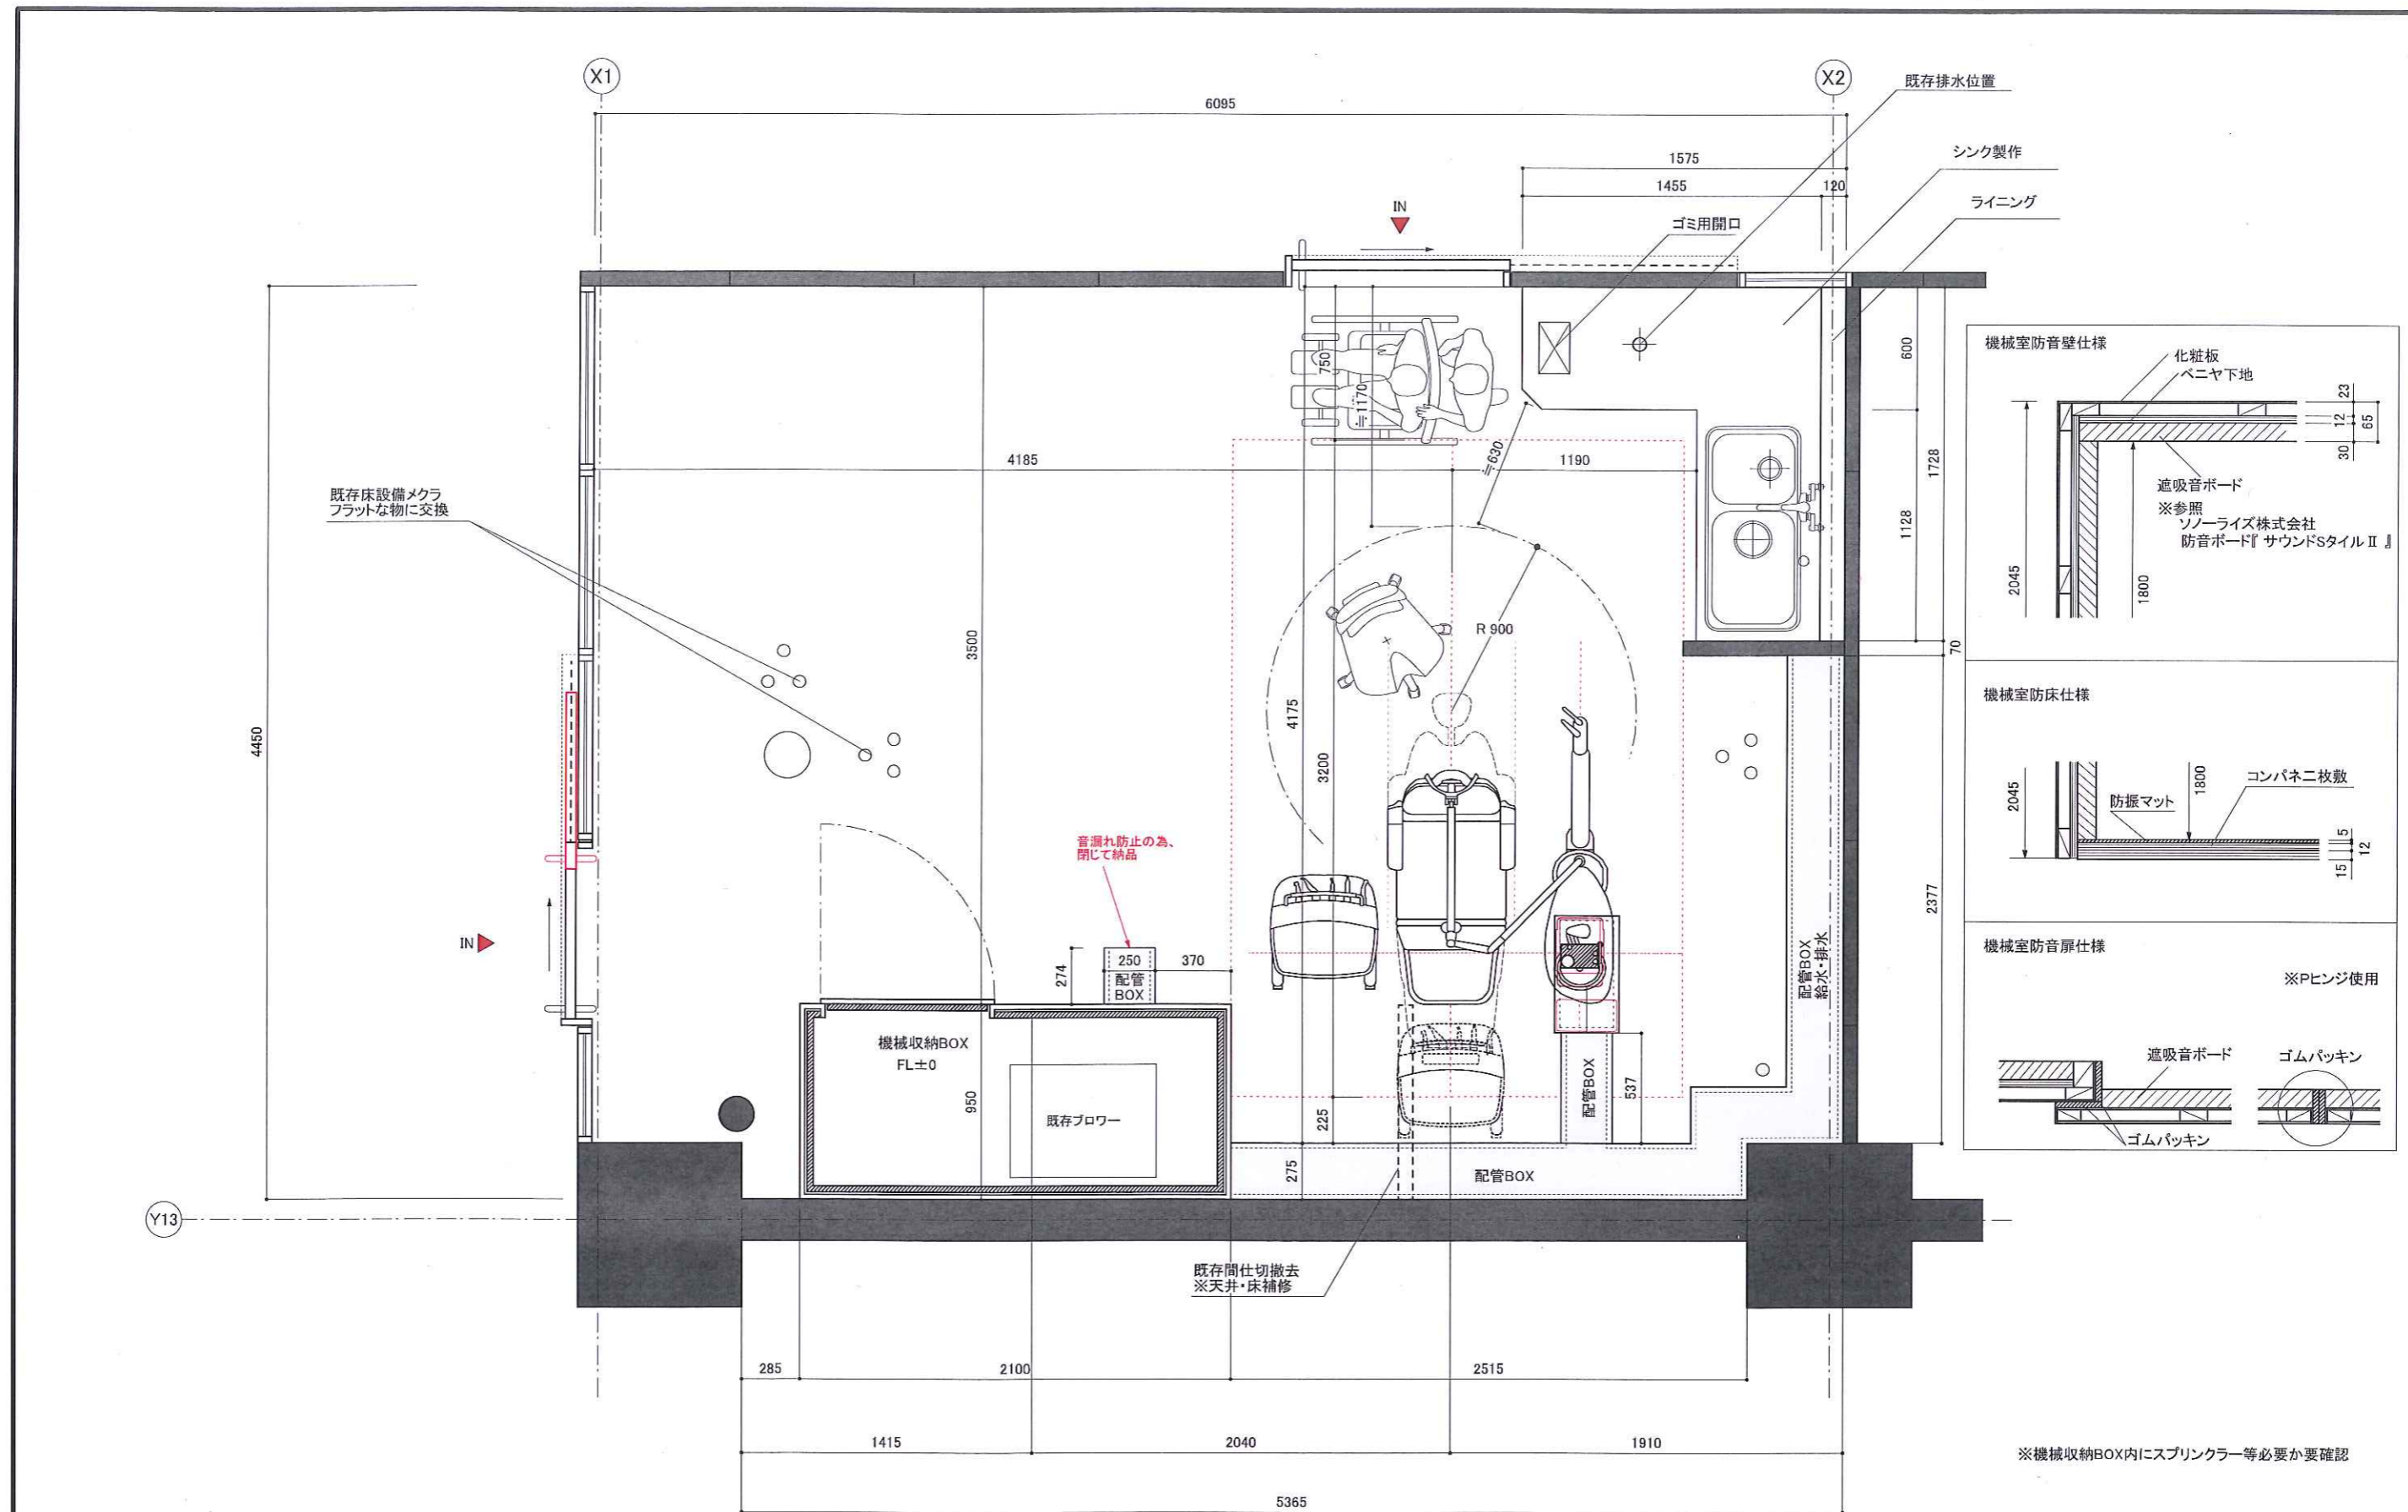 X1
X2
6095
既存排水位置
シンク製作
ライニング
1575
1455
120
IN
ゴミ用開口
既存床設備メクラ
フラットな物に交換
4450
3500
4185
1190
750
≒1170
≒630
R 900
4175
3200
600
1128
1728
70
2377
音漏れ防止の為、
閉じて納品
IN
274
250
370
配管
BOX
機械収納BOX
FL±0
950
既存ブロワー
225
275
537
配管BOX
配管BOX
給水・排水
配管BOX
Y13
既存間仕切撤去
※天井・床補修
285
2100
2515
1415
2040
1910
5365
機械室防音壁仕様
化粧板
ベニヤ下地
23
12
65
30
遮吸音ボード
※参照
ソノーライズ株式会社
防音ボード『 サウンドSタイル Ⅱ 』
2045
1800
機械室防床仕様
2045
1800
コンパネ二枚敷
防振マット
5
12
15
機械室防音扉仕様
※Pヒンジ使用
遮吸音ボード
ゴムパッキン
ゴムパッキン
※機械収納BOX内にスプリンクラー等必要か要確認